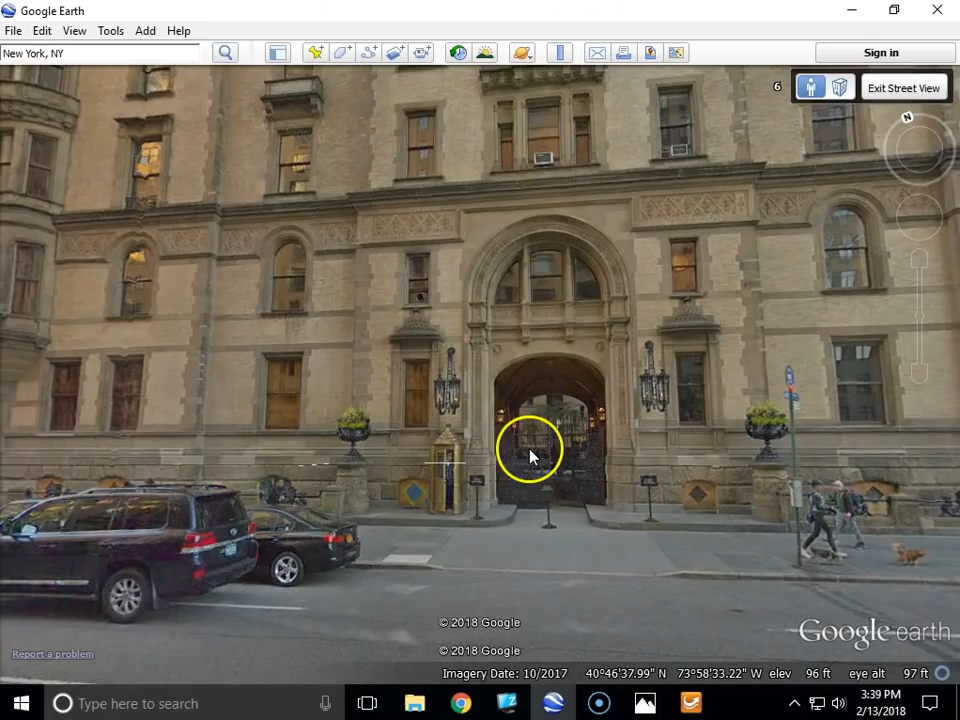 Google Earth
File Edit View Tools Add Help
New York, NY
Sign in
6
Exit Street View
N
© 2018 Google
© 2018 Google
Google earth
Report a problem
Imagery Date: 10/2017 40°46'37.99" N 73°58'33.22" W elev 96 ft eye alt 97 ft
Type here to search
3:39 PM
2/13/2018